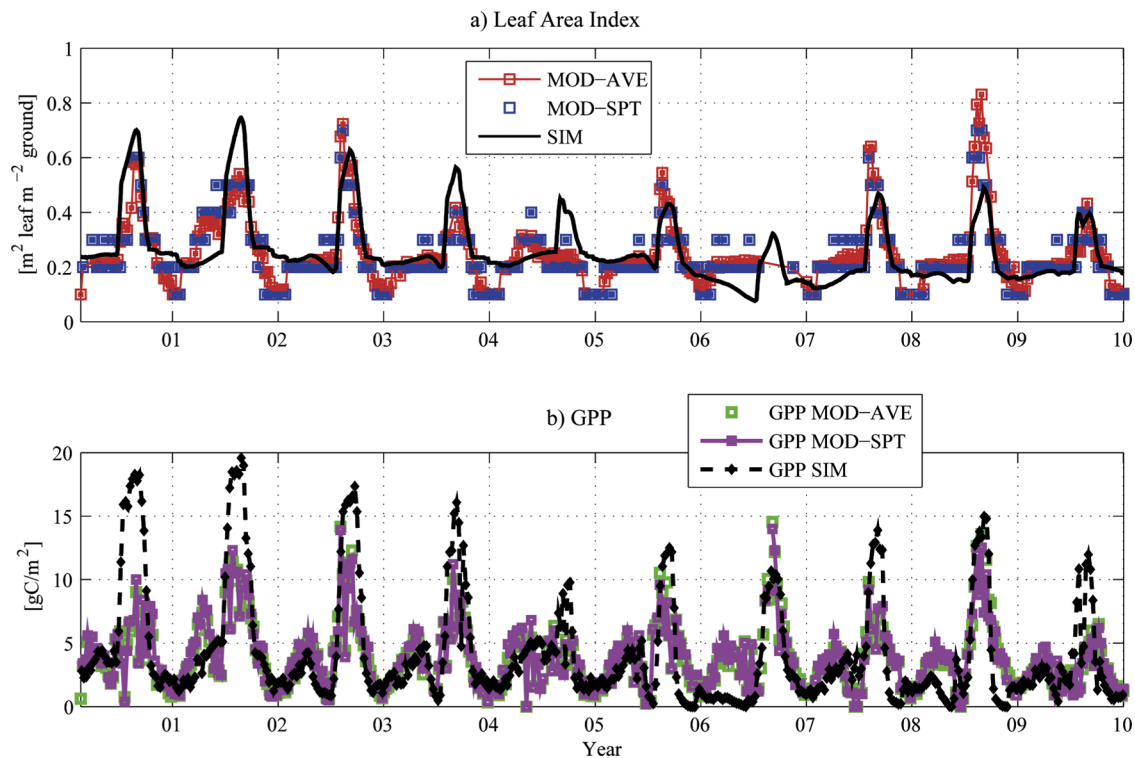 a) Leaf Area Index
1
0.8
0.6
0.4
0.2
0
[m² leaf m⁻² ground]
MOD−AVE
MOD−SPT
SIM
01 02 03 04 05 06 07 08 09 10
b) GPP
GPP MOD−AVE
GPP MOD−SPT
GPP SIM
20
15
10
5
0
[gC/m²]
01 02 03 04 05 06 07 08 09 10
Year